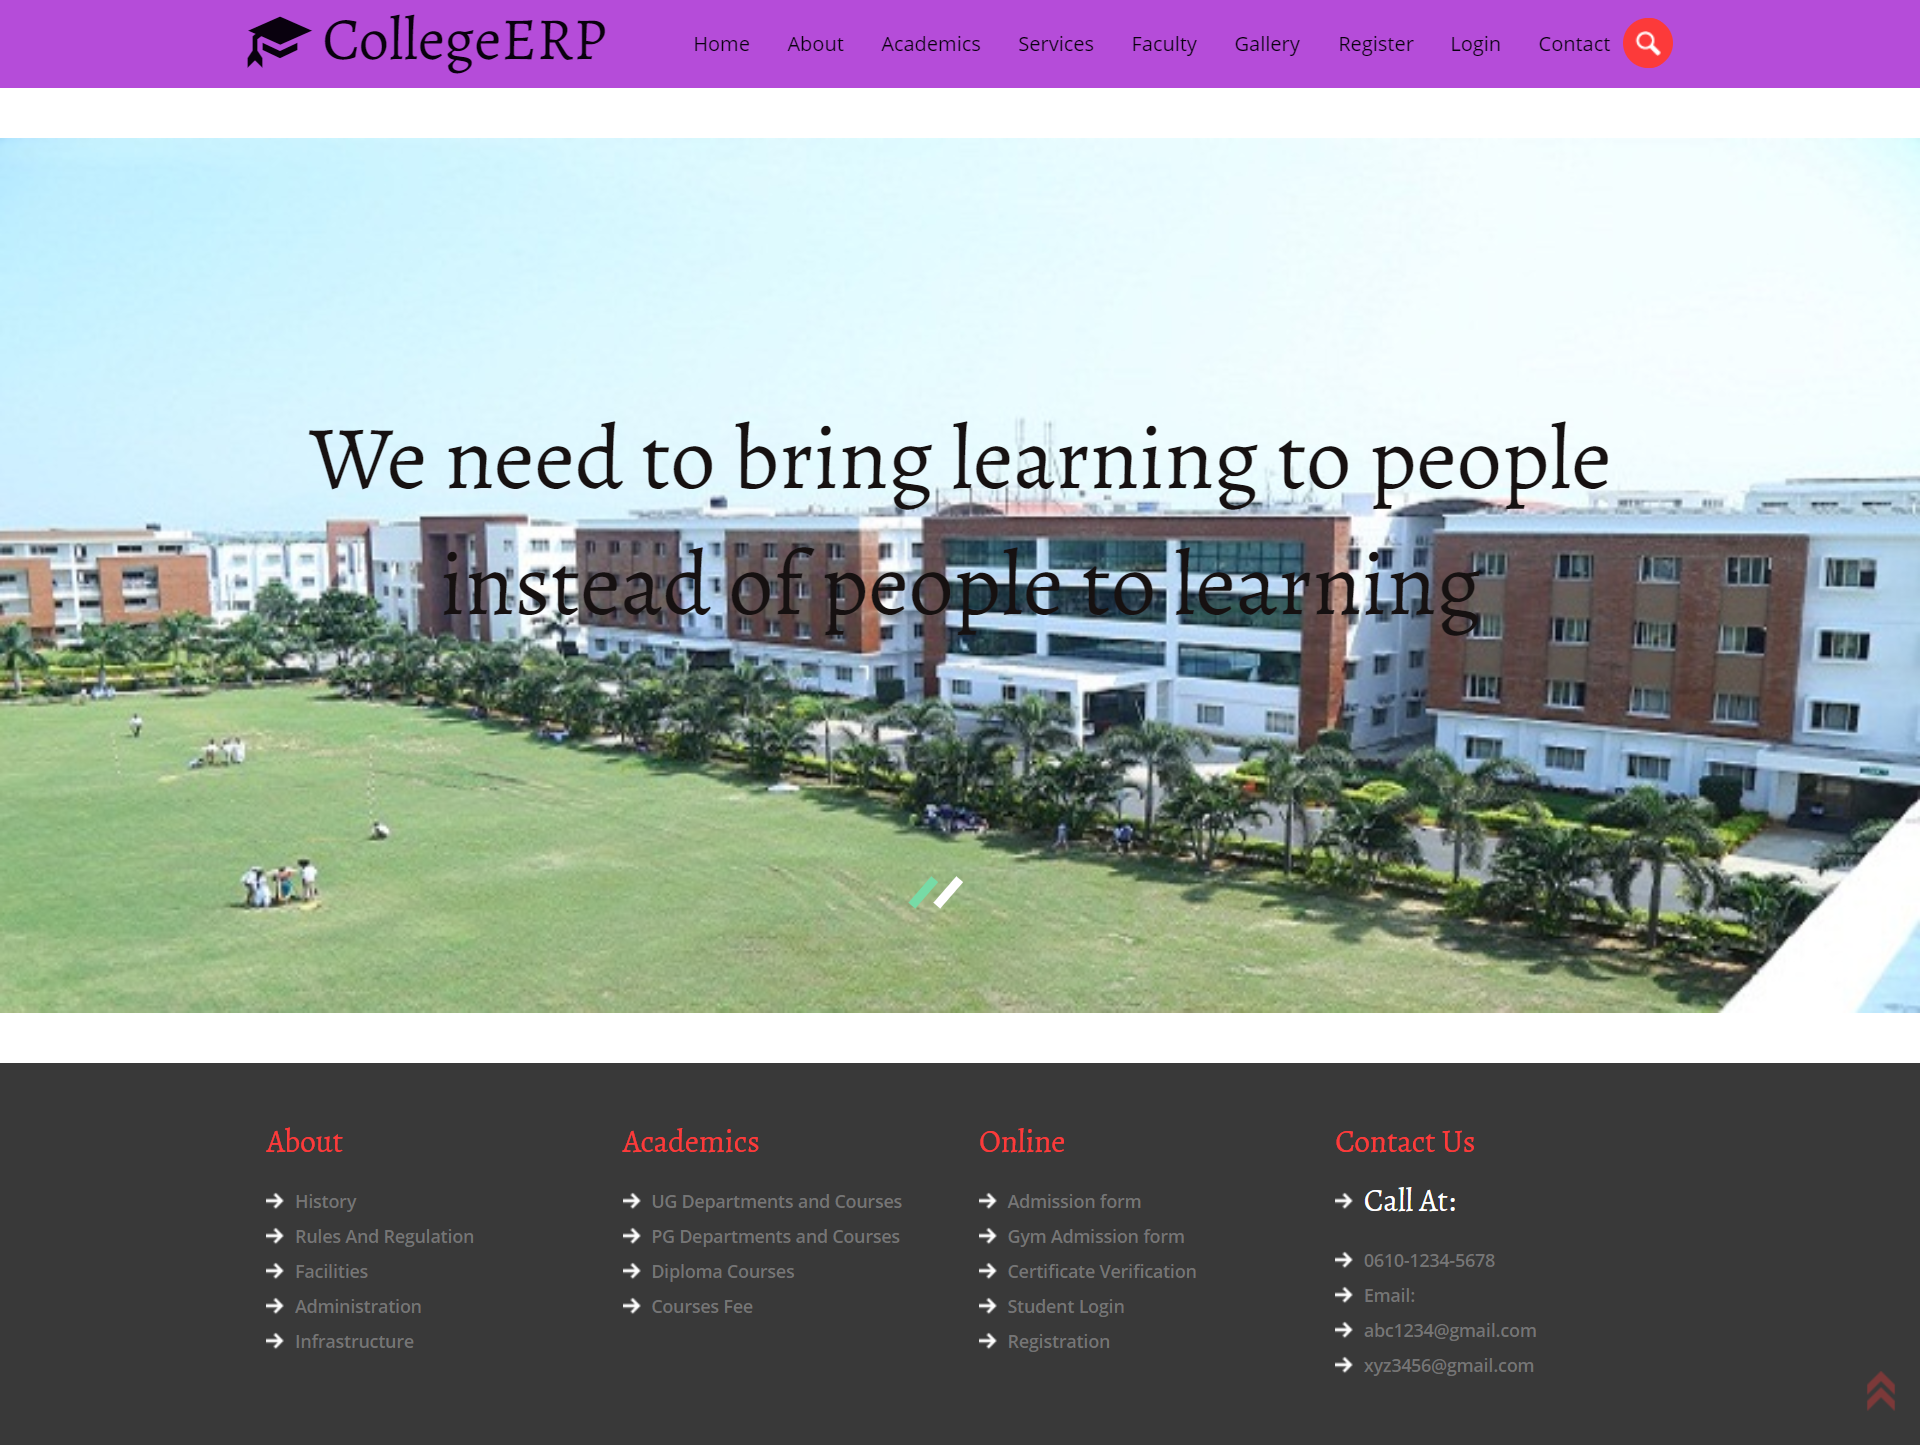 CollegeERP
Home About Academics Services Faculty Gallery Register Login Contact
We need to bring learning to people
instead of people to learning
About
History
Rules And Regulation
Facilities
Administration
Infrastructure
Academics
UG Departments and Courses
PG Departments and Courses
Diploma Courses
Courses Fee
Online
Admission form
Gym Admission form
Certificate Verification
Student Login
Registration
Contact Us
Call At:
0610-1234-5678
Email:
abc1234@gmail.com
xyz3456@gmail.com